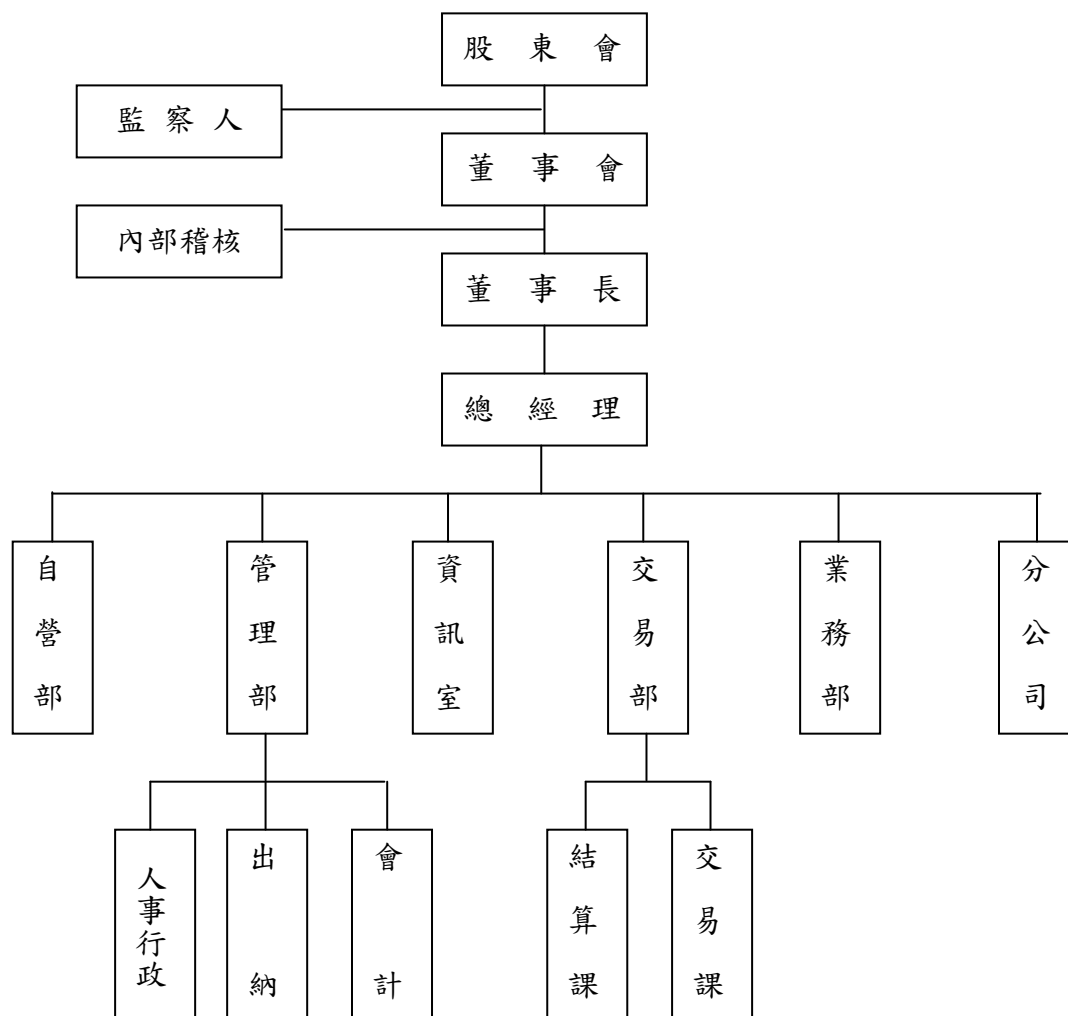 股東會
監察人
董事會
內部稽核
董事長
總經理
自營部
管理部
資訊室
交易部
業務部
分公司
人事行政
出納
會計
結算課
交易課